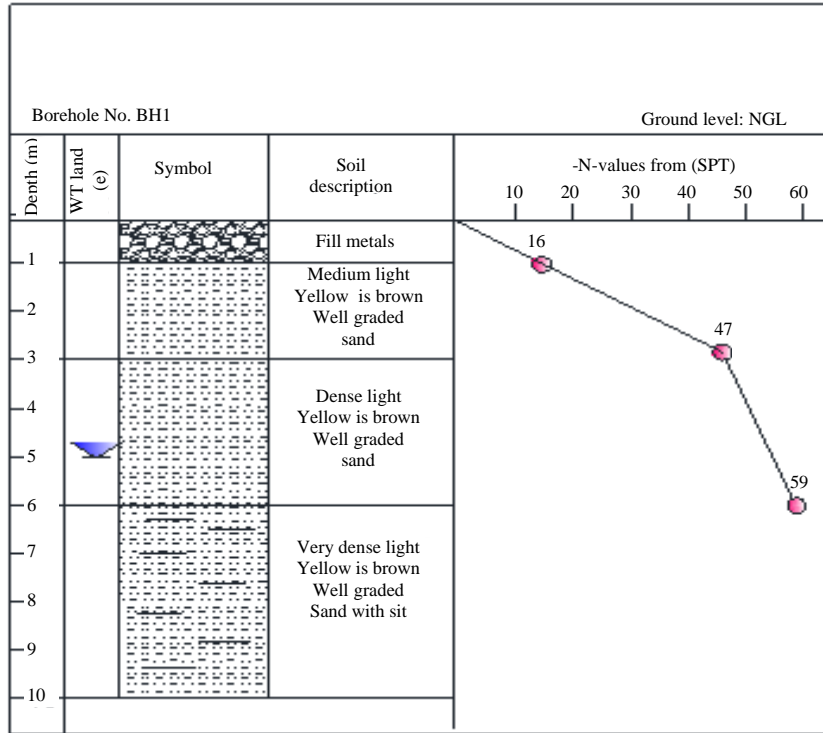 Borehole No. BH1
Ground level: NGL
Depth (m)
WT land
(e)
Symbol
Soil
description
-N-values from (SPT)
10 20 30 40 50 60
Fill metals
16
1
Medium light
Yellow is brown
Well graded
sand
2
47
3
Dense light
Yellow is brown
Well graded
sand
4
5
59
6
Very dense light
Yellow is brown
Well graded
Sand with sit
7
8
9
10